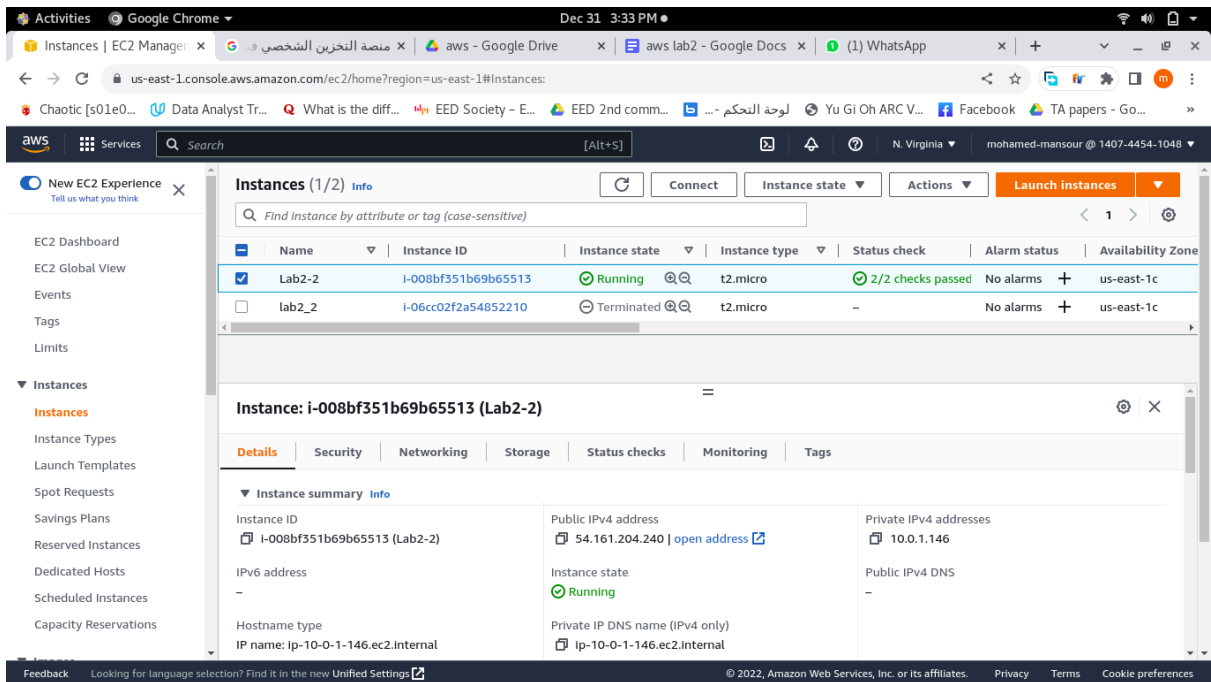 Activities Google Chrome Dec 31 3:33 PM
Instances | EC2 Managem منصة التخزين الشخصي ف aws - Google Drive aws lab2 - Google Docs (1) WhatsApp
us-east-1.console.aws.amazon.com/ec2/home?region=us-east-1#Instances:
Chaotic [s01e0... Data Analyst Tr... What is the diff... EED Society – E... EED 2nd comm... لوحة التحكم -... Yu Gi Oh ARC V... Facebook TA papers - Go... »
aws Services Search [Alt+S] N. Virginia mohamed-mansour @ 1407-4454-1048
New EC2 Experience
Tell us what you think
EC2 Dashboard
EC2 Global View
Events
Tags
Limits
Instances
Instances
Instance Types
Launch Templates
Spot Requests
Savings Plans
Reserved Instances
Dedicated Hosts
Scheduled Instances
Capacity Reservations
Instances (1/2) Info Connect Instance state Actions Launch instances
Find instance by attribute or tag (case-sensitive) 1
Name Instance ID Instance state Instance type Status check Alarm status Availability Zone
Lab2-2 i-008bf351b69b65513 Running t2.micro 2/2 checks passed No alarms + us-east-1c
lab2_2 i-06cc02f2a54852210 Terminated t2.micro – No alarms + us-east-1c
Instance: i-008bf351b69b65513 (Lab2-2)
Details Security Networking Storage Status checks Monitoring Tags
Instance summary Info
Instance ID Public IPv4 address Private IPv4 addresses
i-008bf351b69b65513 (Lab2-2) 54.161.204.240 | open address 10.0.1.146
IPv6 address Instance state Public IPv4 DNS
– Running –
Hostname type Private IP DNS name (IPv4 only)
IP name: ip-10-0-1-146.ec2.internal ip-10-0-1-146.ec2.internal
Feedback Looking for language selection? Find it in the new Unified Settings © 2022, Amazon Web Services, Inc. or its affiliates. Privacy Terms Cookie preferences